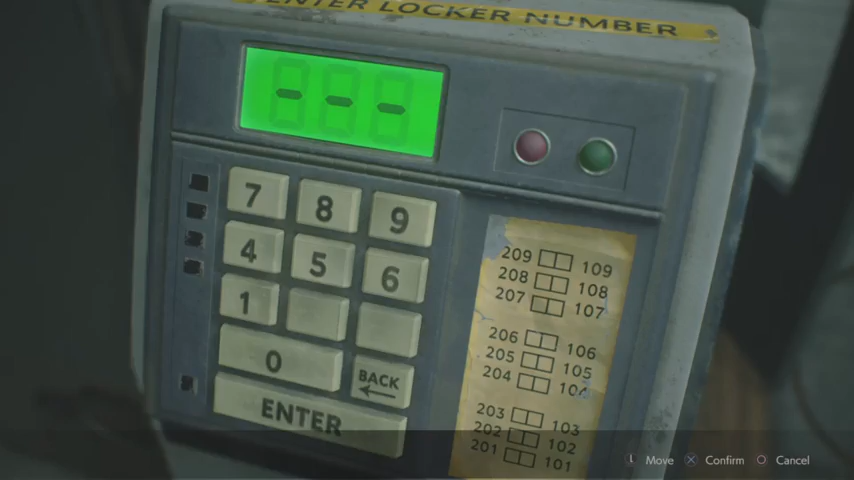 ENTER LOCKER NUMBER
---
7 8 9
4 5 6
1
0 BACK
ENTER
209 109
208 108
207 107
206 106
205 105
204 104
203 103
202 102
201 101
Move Confirm Cancel